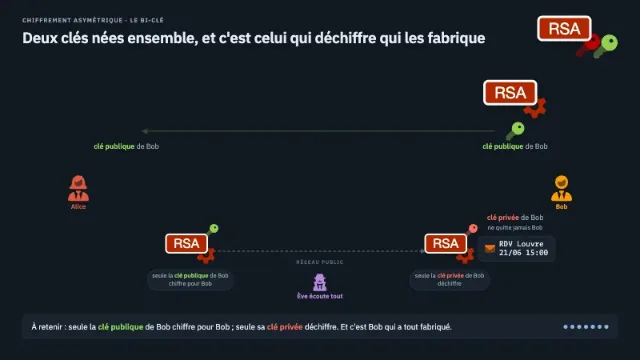 CHIFFREMENT ASYMÉTRIQUE · LE BI-CLÉ
Deux clés nées ensemble, et c'est celui qui déchiffre qui les fabrique
RSA
RSA
clé publique de Bob
clé publique de Bob
Alice
Bob
clé privée de Bob
ne quitte jamais Bob
RSA
RSA
RDV Louvre
21/06 15:00
RÉSEAU PUBLIC
seule la clé publique de Bob
chiffre pour Bob
seule la clé privée de Bob
déchiffre
Ève écoute tout
À retenir : seule la clé publique de Bob chiffre pour Bob ; seule sa clé privée déchiffre. Et c'est Bob qui a tout fabriqué.